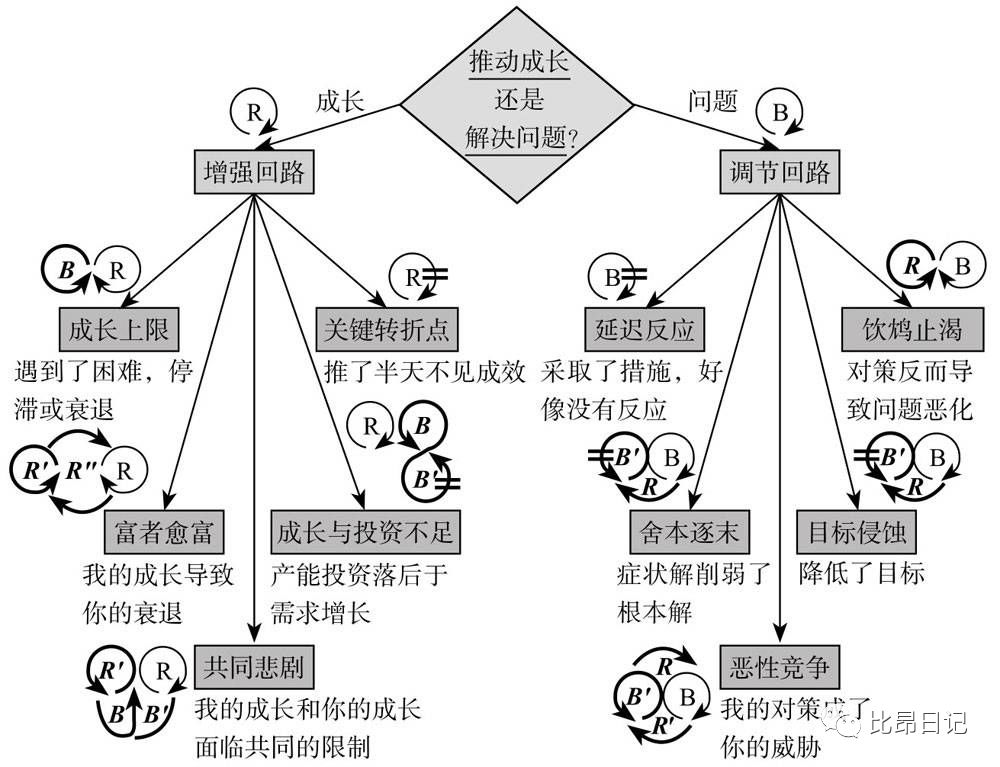 推动成长
还是
解决问题?
成长
问题
R
B
增强回路
调节回路
B R
成长上限
遇到了困难，停
滞或衰退
R
关键转折点
推了半天不见成效
B
延迟反应
采取了措施，好
像没有反应
R B
饮鸩止渴
对策反而导
致问题恶化
R' R" R
富者愈富
我的成长导致
你的衰退
R B
B'
成长与投资不足
产能投资落后于
需求增长
B' B
R
舍本逐末
症状解削弱了
根本解
B' B
R
目标侵蚀
降低了目标
R' R
B B'
共同悲剧
我的成长和你的成长
面临共同的限制
R
B' B
R'
恶性竞争
我的对策成了
你的威胁
比昂日记